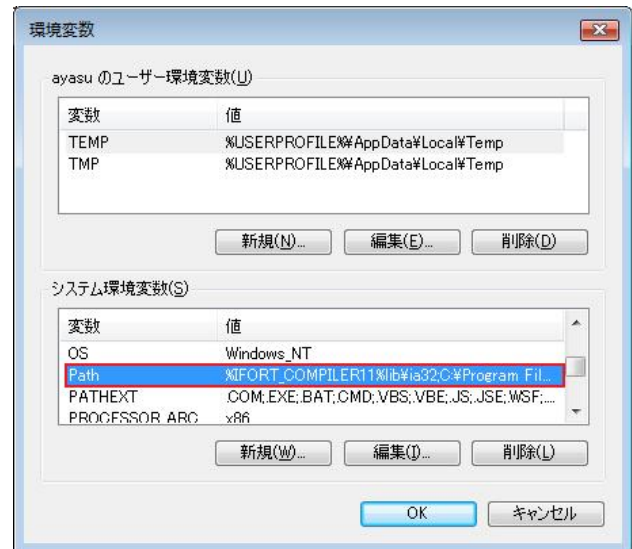 環境変数
ayasu のユーザー環境変数(U)
変数 値
TEMP %USERPROFILE%¥AppData¥Local¥Temp
TMP %USERPROFILE%¥AppData¥Local¥Temp
新規(N)... 編集(E)... 削除(D)
システム環境変数(S)
変数 値
OS Windows_NT
Path %IFORT_COMPILER11%lib¥ia32;C:¥Program Fil...
PATHEXT .COM;.EXE;.BAT;.CMD;.VBS;.VBE;.JS;.JSE;.WSF;....
PROCESSOR_ARC... x86
新規(W)... 編集(I)... 削除(L)
OK キャンセル